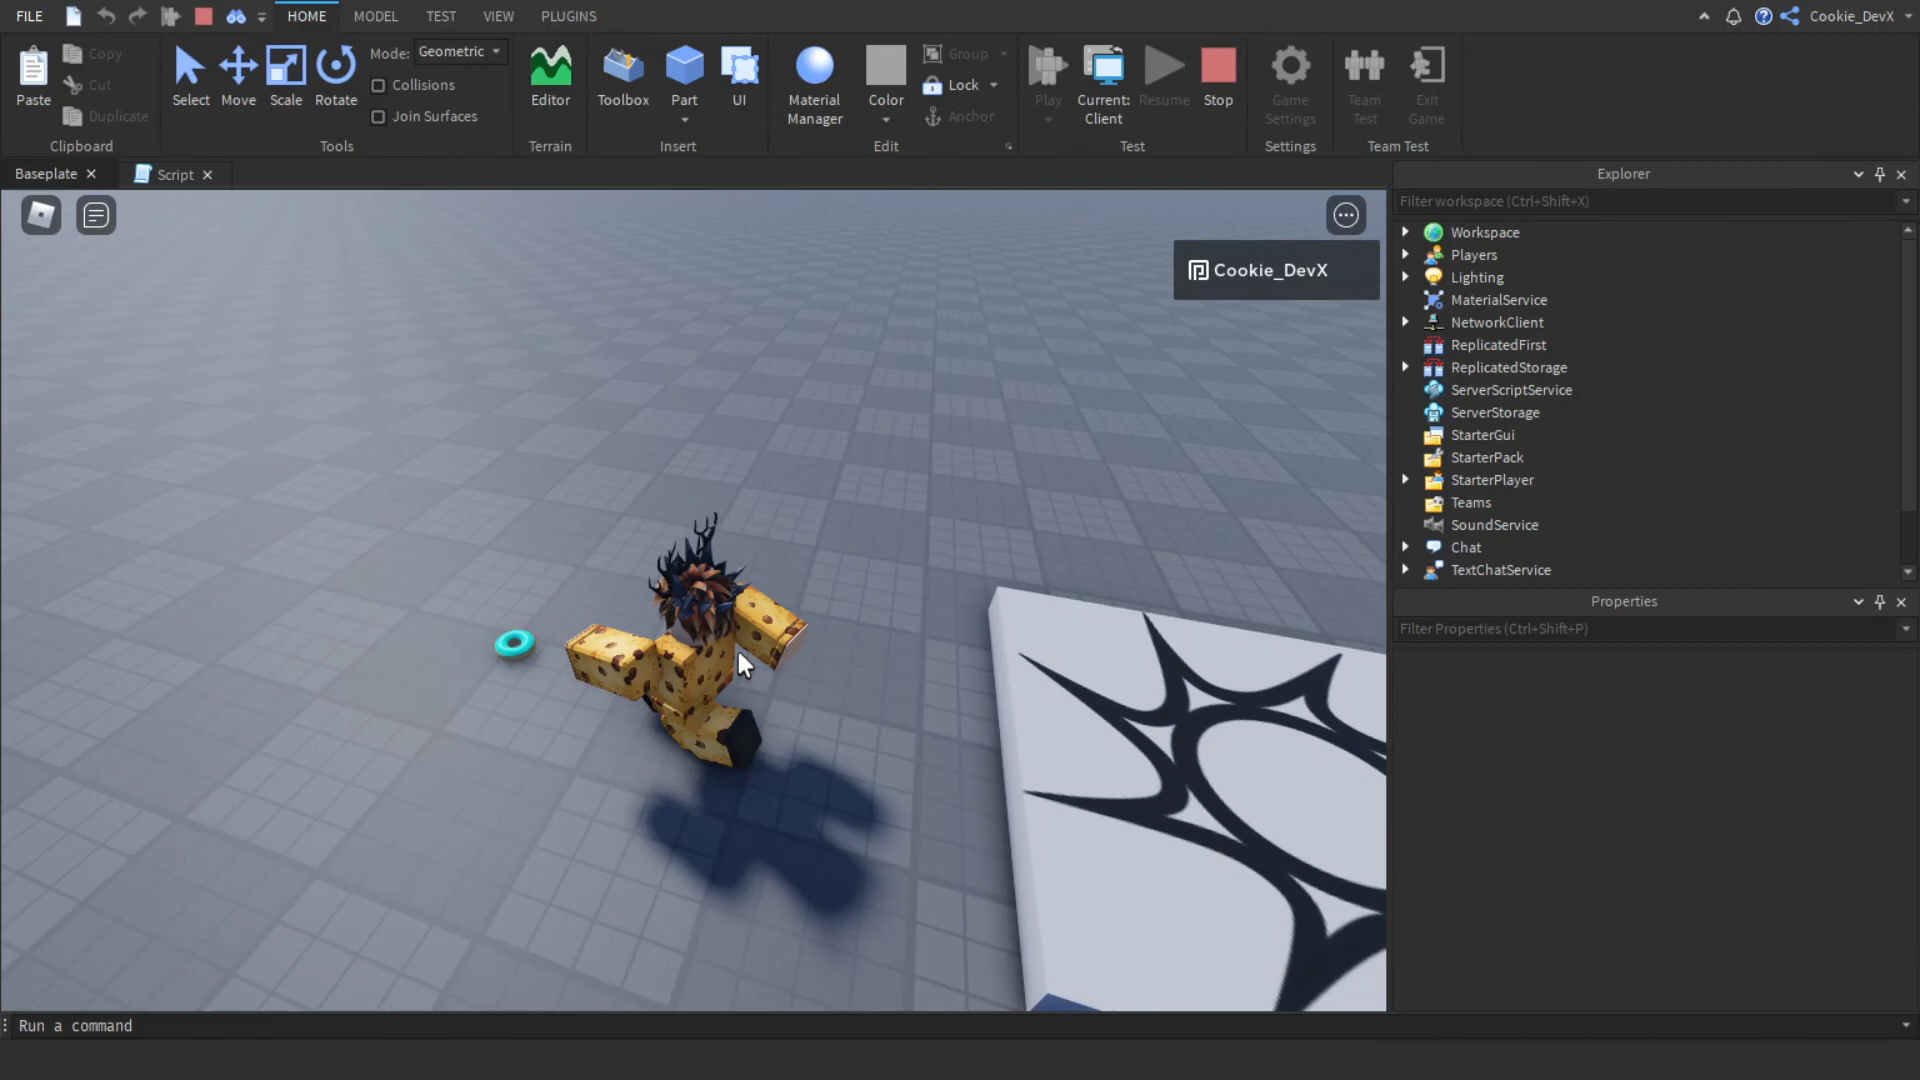 FILE
HOME
MODEL
TEST
VIEW
PLUGINS
Cookie_DevX
Paste
Copy
Cut
Duplicate
Clipboard
Select
Move
Scale
Rotate
Mode: Geometric
Collisions
Join Surfaces
Tools
Editor
Terrain
Toolbox
Part
UI
Insert
Material
Manager
Color
Group
Lock
Anchor
Edit
Play
Current:
Client
Resume
Stop
Test
Game
Settings
Settings
Team
Test
Exit
Game
Team Test
Baseplate
Script
Cookie_DevX
Explorer
Filter workspace (Ctrl+Shift+X)
Workspace
Players
Lighting
MaterialService
NetworkClient
ReplicatedFirst
ReplicatedStorage
ServerScriptService
ServerStorage
StarterGui
StarterPack
StarterPlayer
Teams
SoundService
Chat
TextChatService
Properties
Filter Properties (Ctrl+Shift+P)
Run a command